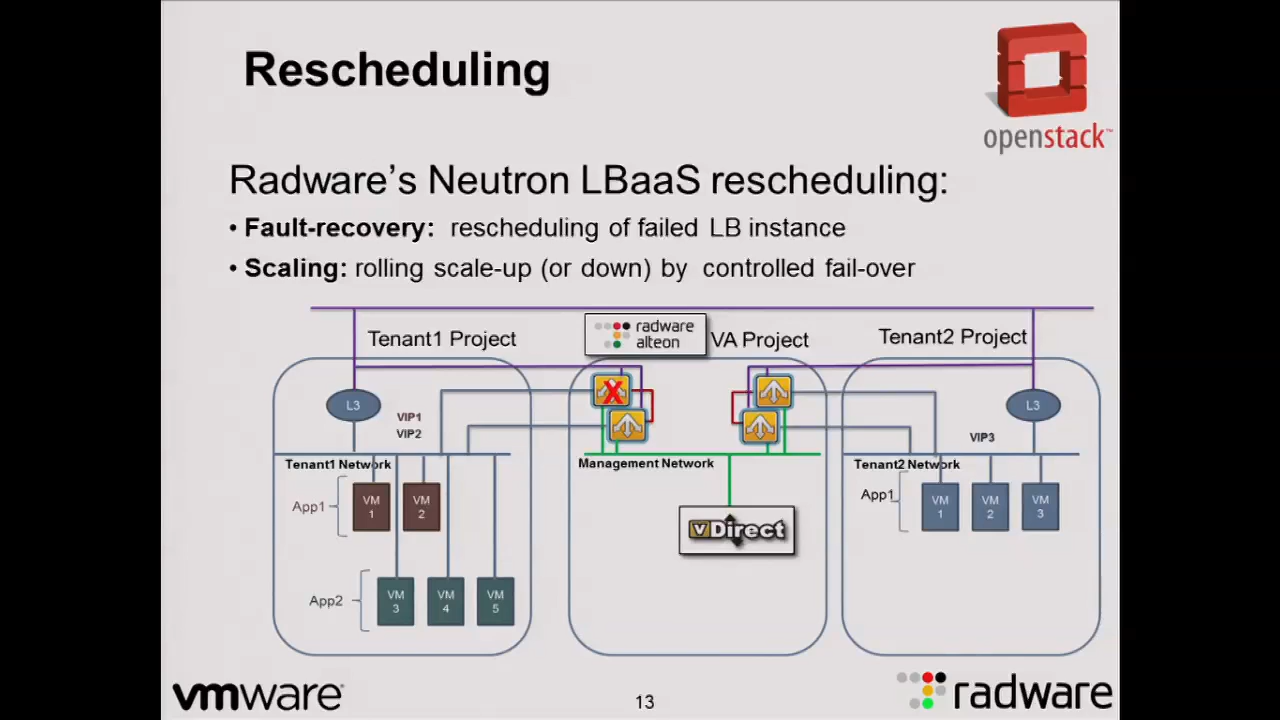 Rescheduling
openstack™
Radware's Neutron LBaaS rescheduling:
• Fault-recovery: rescheduling of failed LB instance
• Scaling: rolling scale-up (or down) by controlled fail-over
Tenant1 Project
radware
alteon
VA Project
Tenant2 Project
L3
VIP1
VIP2
L3
VIP3
Tenant1 Network
Management Network
Tenant2 Network
App1
VM
1
VM
2
App1
VM
1
VM
2
VM
3
vDirect
App2
VM
3
VM
4
VM
5
vmware
13
radware